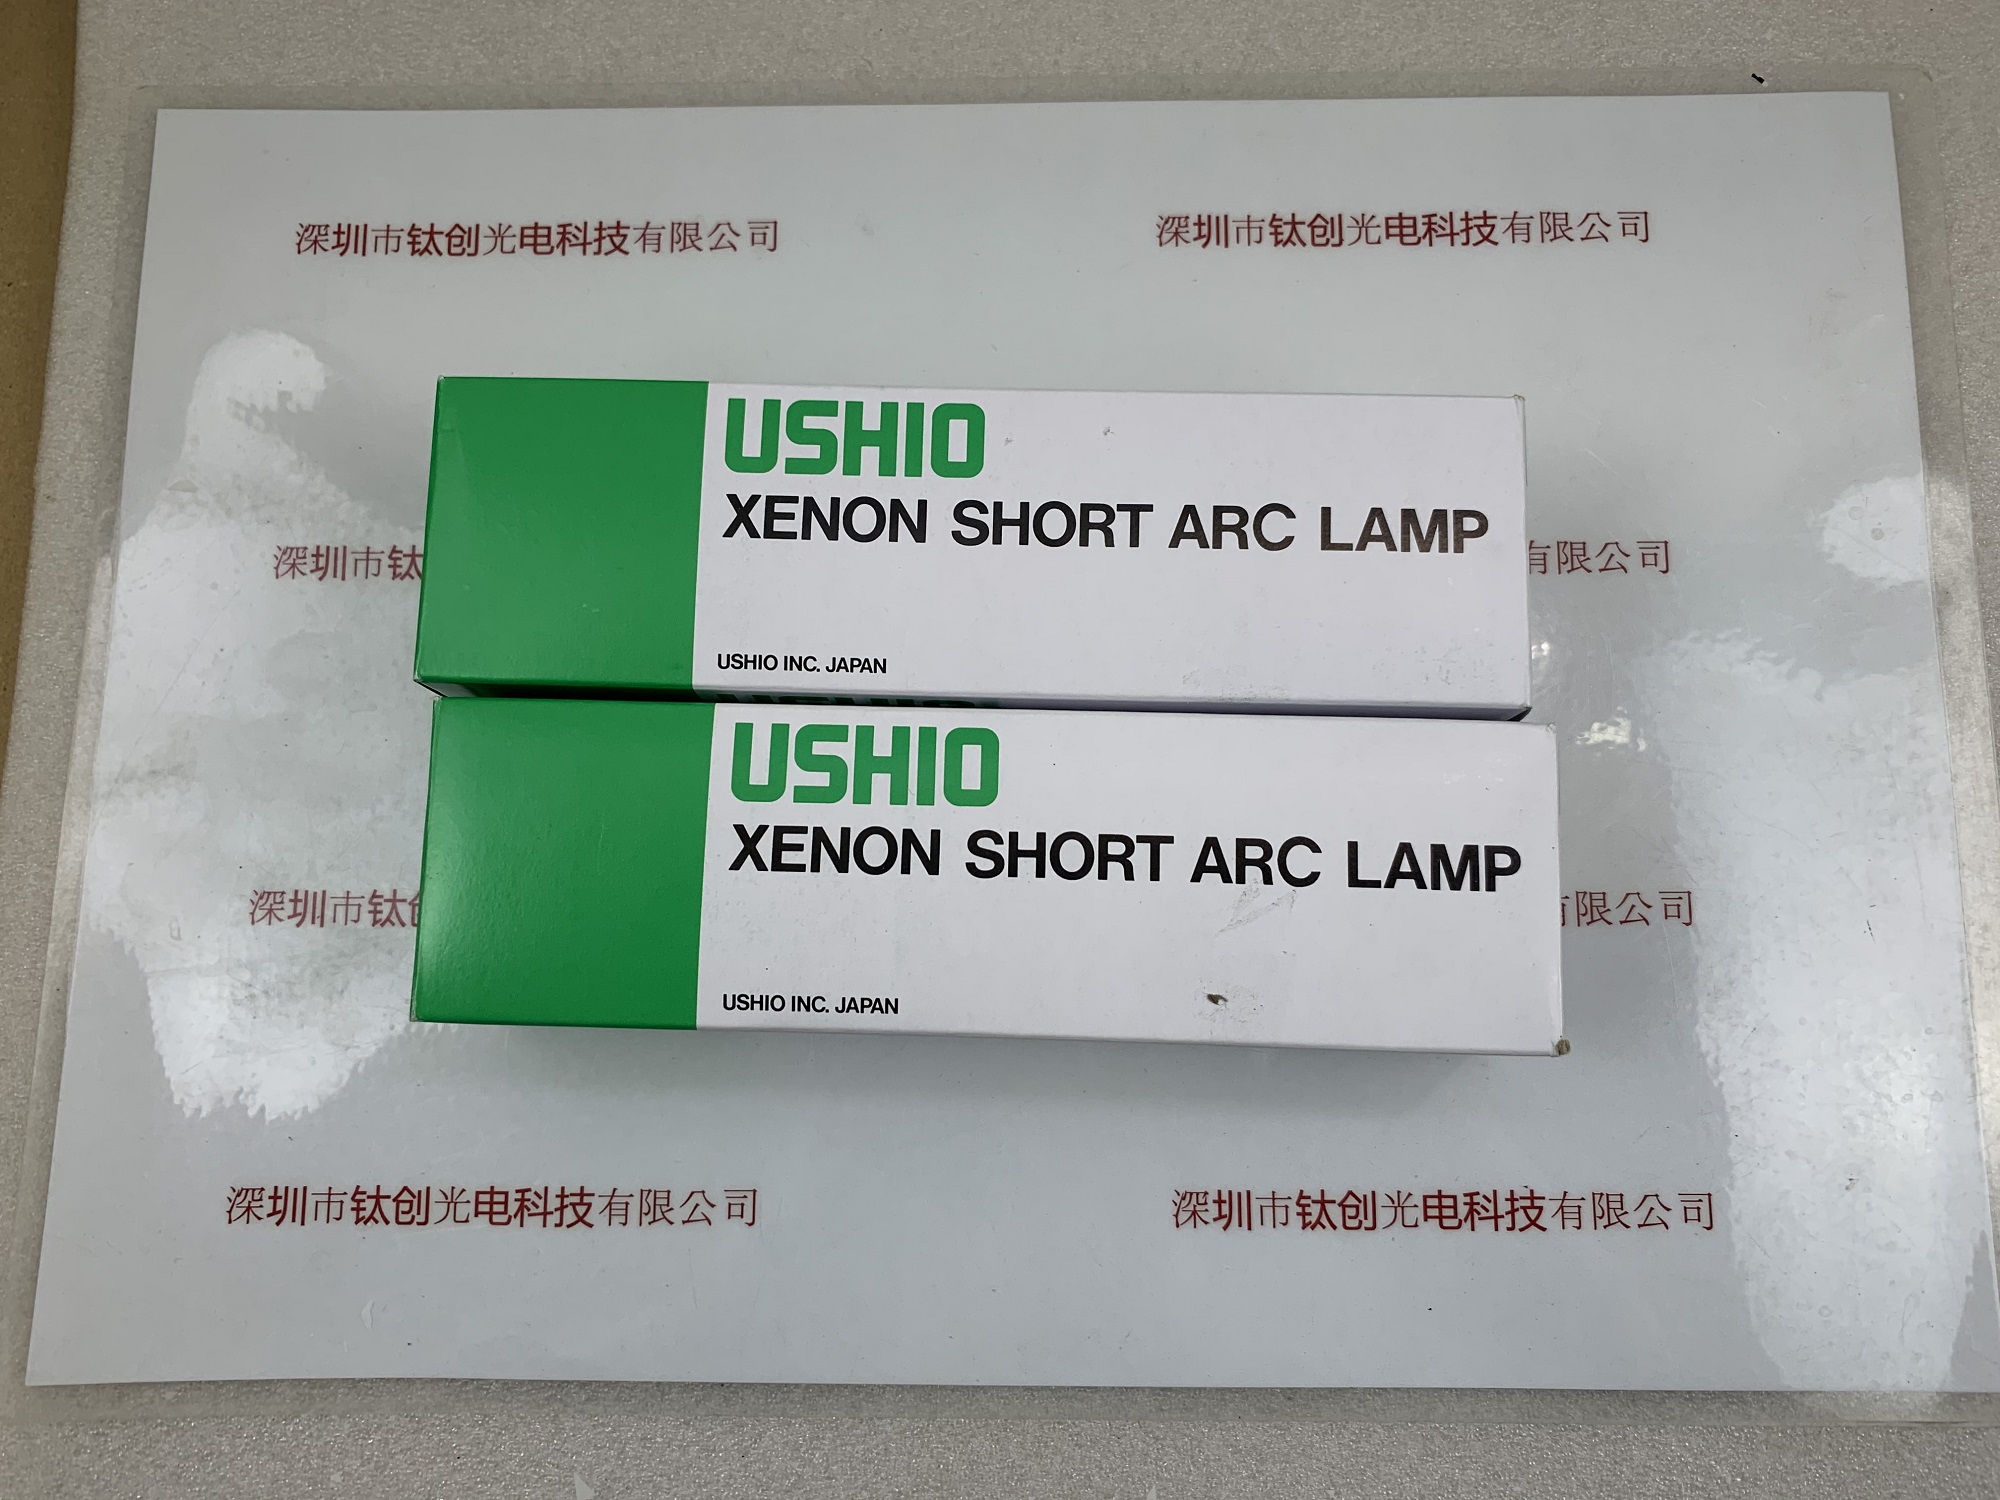 深圳市钛创光电科技有限公司 深圳市钛创光电科技有限公司
USHIO
XENON SHORT ARC LAMP
深圳市钛 有限公司
USHIO INC. JAPAN
USHIO
XENON SHORT ARC LAMP
深圳市钛 限公司
USHIO INC. JAPAN
深圳市钛创光电科技有限公司 深圳市钛创光电科技有限公司